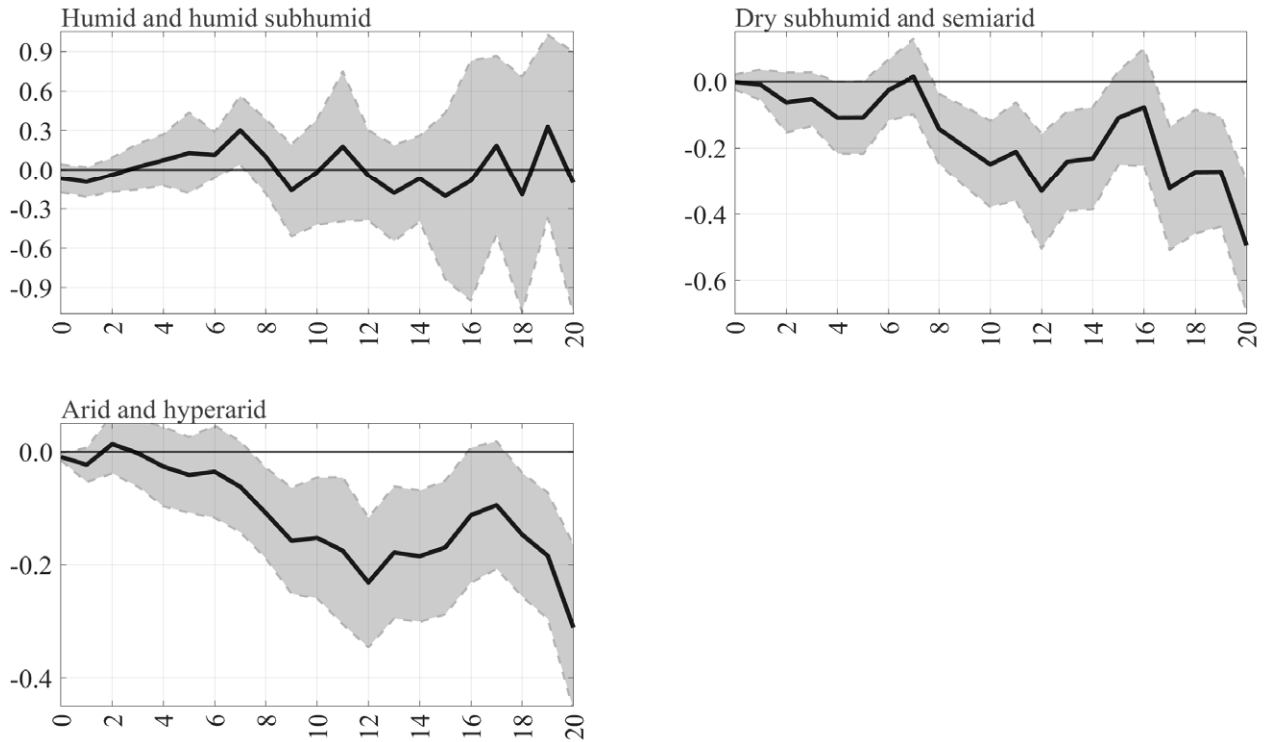 Humid and humid subhumid
0.9
0.6
0.3
0.0
-0.3
-0.6
-0.9
0 2 4 6 8 10 12 14 16 18 20
Dry subhumid and semiarid
0.0
-0.2
-0.4
-0.6
0 2 4 6 8 10 12 14 16 18 20
Arid and hyperarid
0.0
-0.2
-0.4
0 2 4 6 8 10 12 14 16 18 20